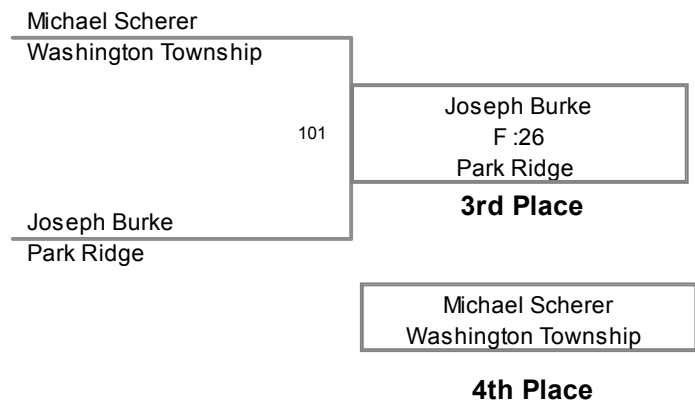 Michael Scherer
Washington Township
101
Joseph Burke
F :26
Park Ridge
3rd Place
Joseph Burke
Park Ridge
Michael Scherer
Washington Township
4th Place